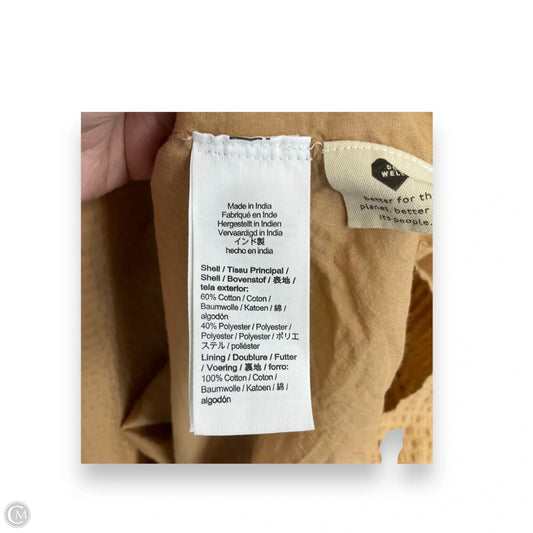 Made in India
Fabriqué en Inde
Hergestellt in Indien
Vervaardigd in India
インド製
hecho en india
Shell / Tissu Principal /
Shell / Bovenstof / 表地 /
tela exterior:
60% Cotton / Coton /
Baumwolle / Katoen / 綿 /
algodón
40% Polyester / Polyester /
Polyester / Polyester / ポリエ
ステル / poliéster
Lining / Doublure / Futter
/ Voering / 裏地 / forro:
100% Cotton / Coton /
Baumwolle / Katoen / 綿 /
algodón
WELL
better for th
planet, better
its people.
CM